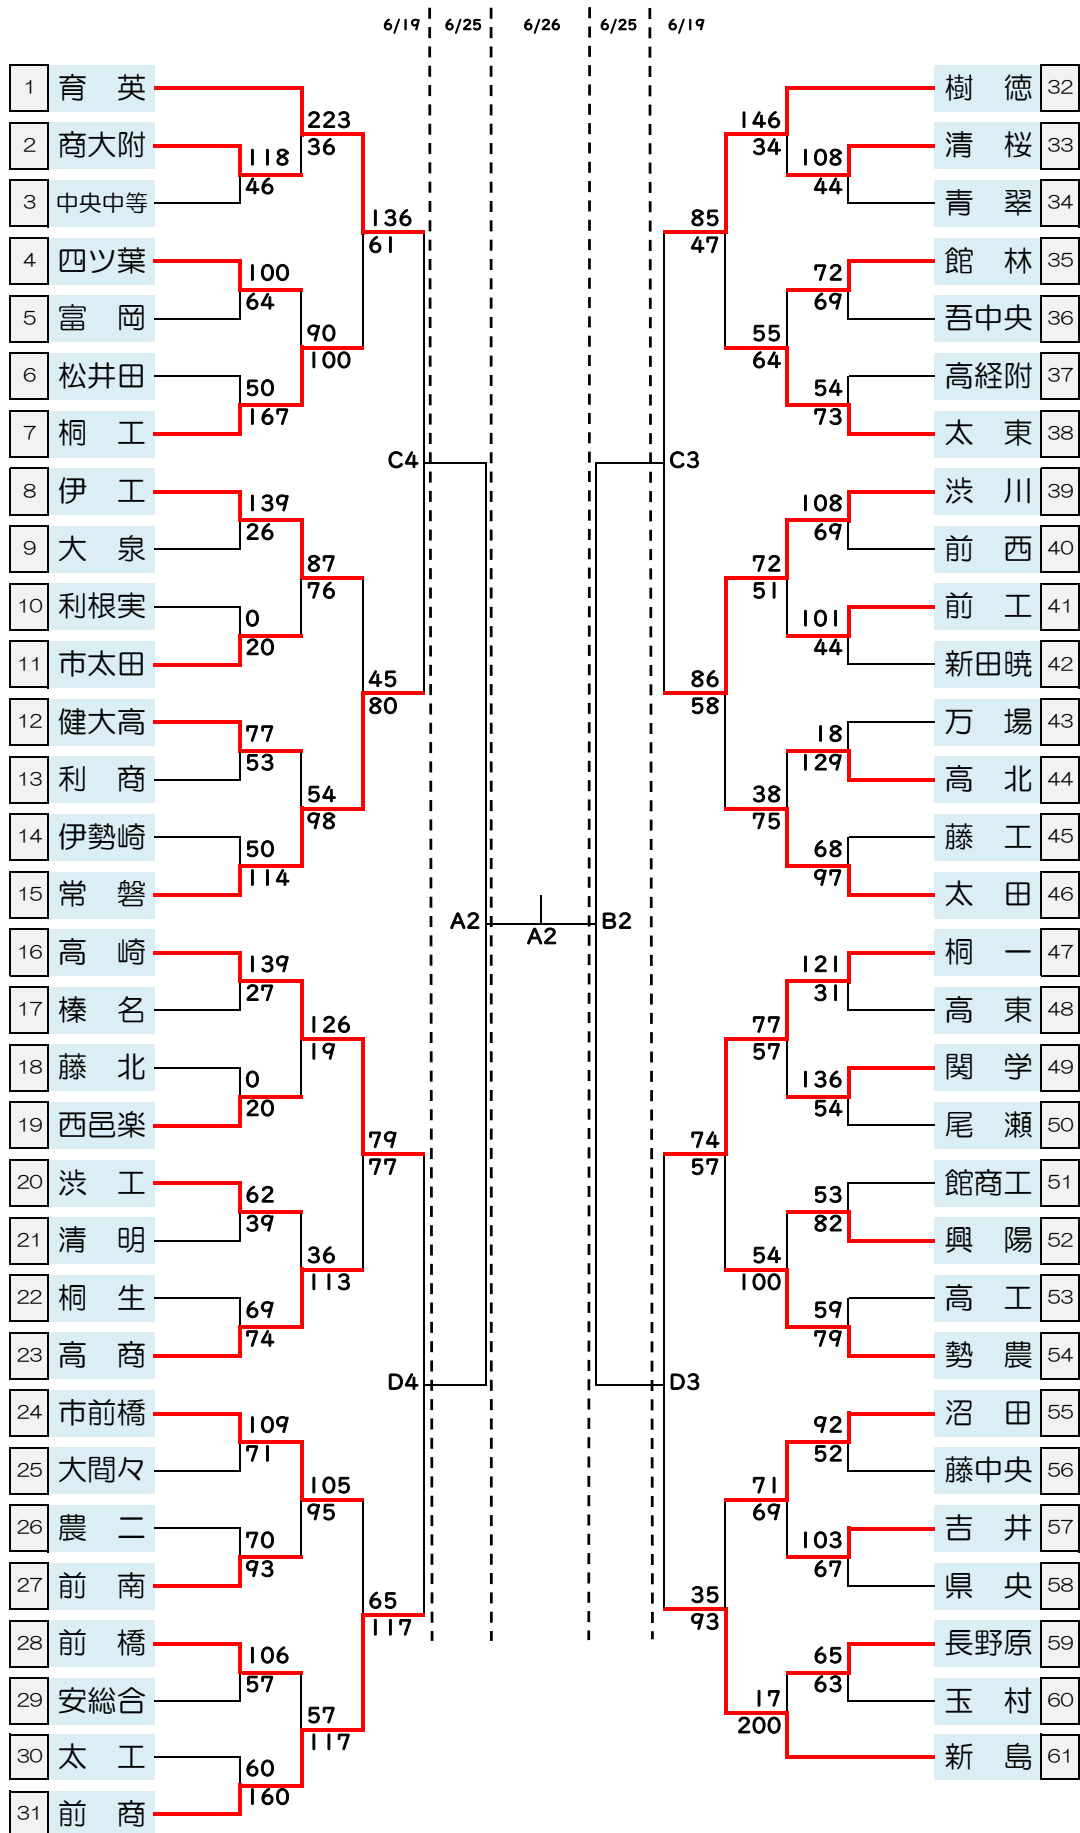 6/19 6/25 6/26 6/25 6/19
1 育 英
2 商大附
3 中央中等
4 四ツ葉
5 富 岡
6 松井田
7 桐 工
8 伊 工
9 大 泉
10 利根実
11 市太田
12 健大高
13 利 商
14 伊勢崎
15 常 磐
16 高 崎
17 榛 名
18 藤 北
19 西邑楽
20 渋 工
21 清 明
22 桐 生
23 高 商
24 市前橋
25 大間々
26 農 二
27 前 南
28 前 橋
29 安総合
30 太 工
31 前 商
118
46
100
64
50
167
139
26
0
20
77
53
50
114
139
27
0
20
62
39
69
74
109
71
70
93
106
57
60
160
223
36
90
100
87
76
54
98
126
19
36
113
105
95
57
117
136
61
45
80
79
77
65
117
C4
D4
A2
A2
B2
C3
D3
85
47
86
58
74
57
35
93
146
34
55
64
72
51
38
75
77
57
54
100
71
69
17
200
108
44
72
69
54
73
108
69
101
44
18
129
68
97
121
31
136
54
53
82
59
79
92
52
103
67
65
63
樹 徳 32
清 桜 33
青 翠 34
館 林 35
吾中央 36
高経附 37
太 東 38
渋 川 39
前 西 40
前 工 41
新田暁 42
万 場 43
高 北 44
藤 工 45
太 田 46
桐 一 47
高 東 48
関 学 49
尾 瀬 50
館商工 51
興 陽 52
高 工 53
勢 農 54
沼 田 55
藤中央 56
吉 井 57
県 央 58
長野原 59
玉 村 60
新 島 61